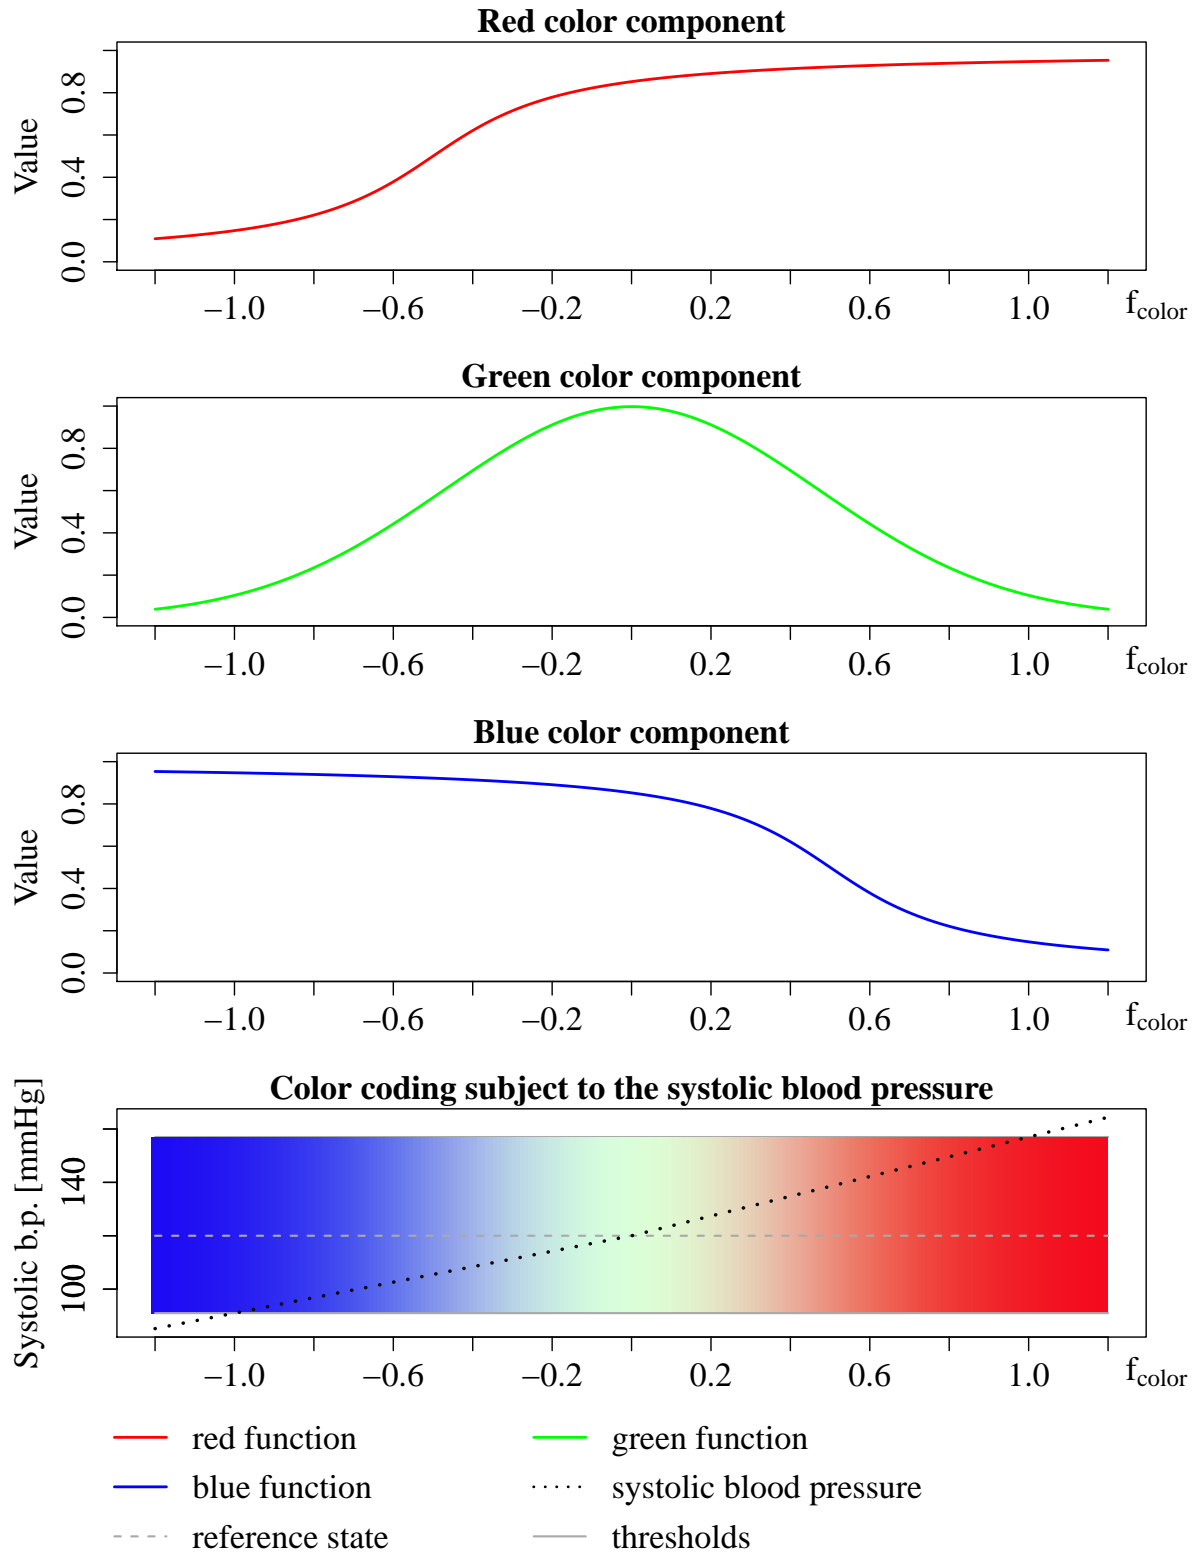 Red color component
Value
0.0 0.4 0.8
−1.0 −0.6 −0.2 0.2 0.6 1.0 f_color
Green color component
Value
0.0 0.4 0.8
−1.0 −0.6 −0.2 0.2 0.6 1.0 f_color
Blue color component
Value
0.0 0.4 0.8
−1.0 −0.6 −0.2 0.2 0.6 1.0 f_color
Color coding subject to the systolic blood pressure
Systolic b.p. [mmHg]
100 140
−1.0 −0.6 −0.2 0.2 0.6 1.0 f_color
red function green function
blue function systolic blood pressure
reference state thresholds